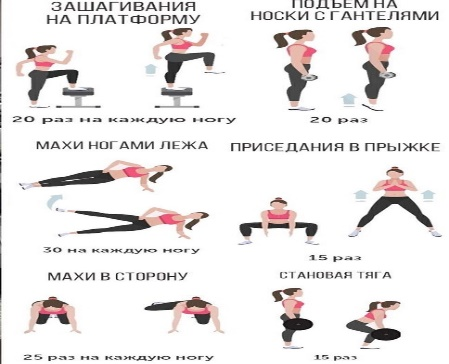 ЗАШАГИВАНИЯ
НА ПЛАТФОРМУ
20 раз на каждую ногу
ПОДЪЕМ НА
НОСКИ С ГАНТЕЛЯМИ
20 раз
МАХИ НОГАМИ ЛЕЖА
30 на каждую ногу
ПРИСЕДАНИЯ В ПРЫЖКЕ
15 раз
МАХИ В СТОРОНУ
25 раз на каждую ногу
СТАНОВАЯ ТЯГА
15 раз